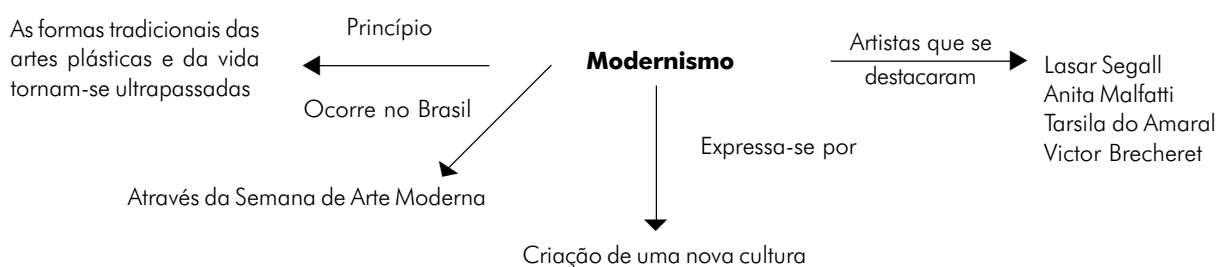 As formas tradicionais das
artes plásticas e da vida
tornam-se ultrapassadas
Princípio
Ocorre no Brasil
Modernismo
Artistas que se
destacaram
Lasar Segall
Anita Malfatti
Tarsila do Amaral
Victor Brecheret
Expressa-se por
Através da Semana de Arte Moderna
Criação de uma nova cultura